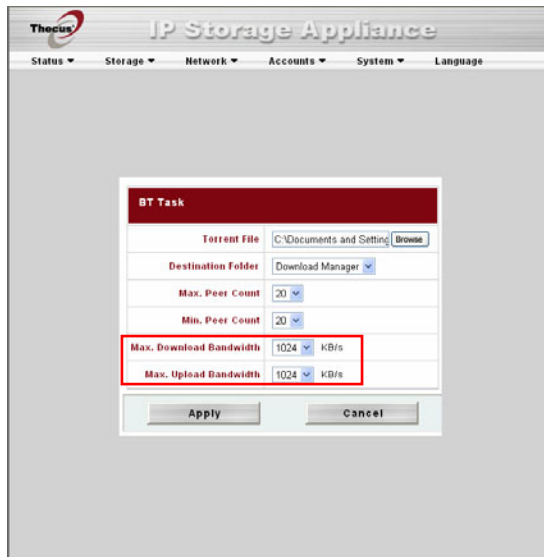 Thecus
IP Storage Appliance
Status Storage Network Accounts System Language
BT Task
Torrent File C:\Documents and Setting Browse
Destination Folder Download Manager
Max. Peer Count 20
Min. Peer Count 20
Max. Download Bandwidth 1024 KB/s
Max. Upload Bandwidth 1024 KB/s
Apply Cancel